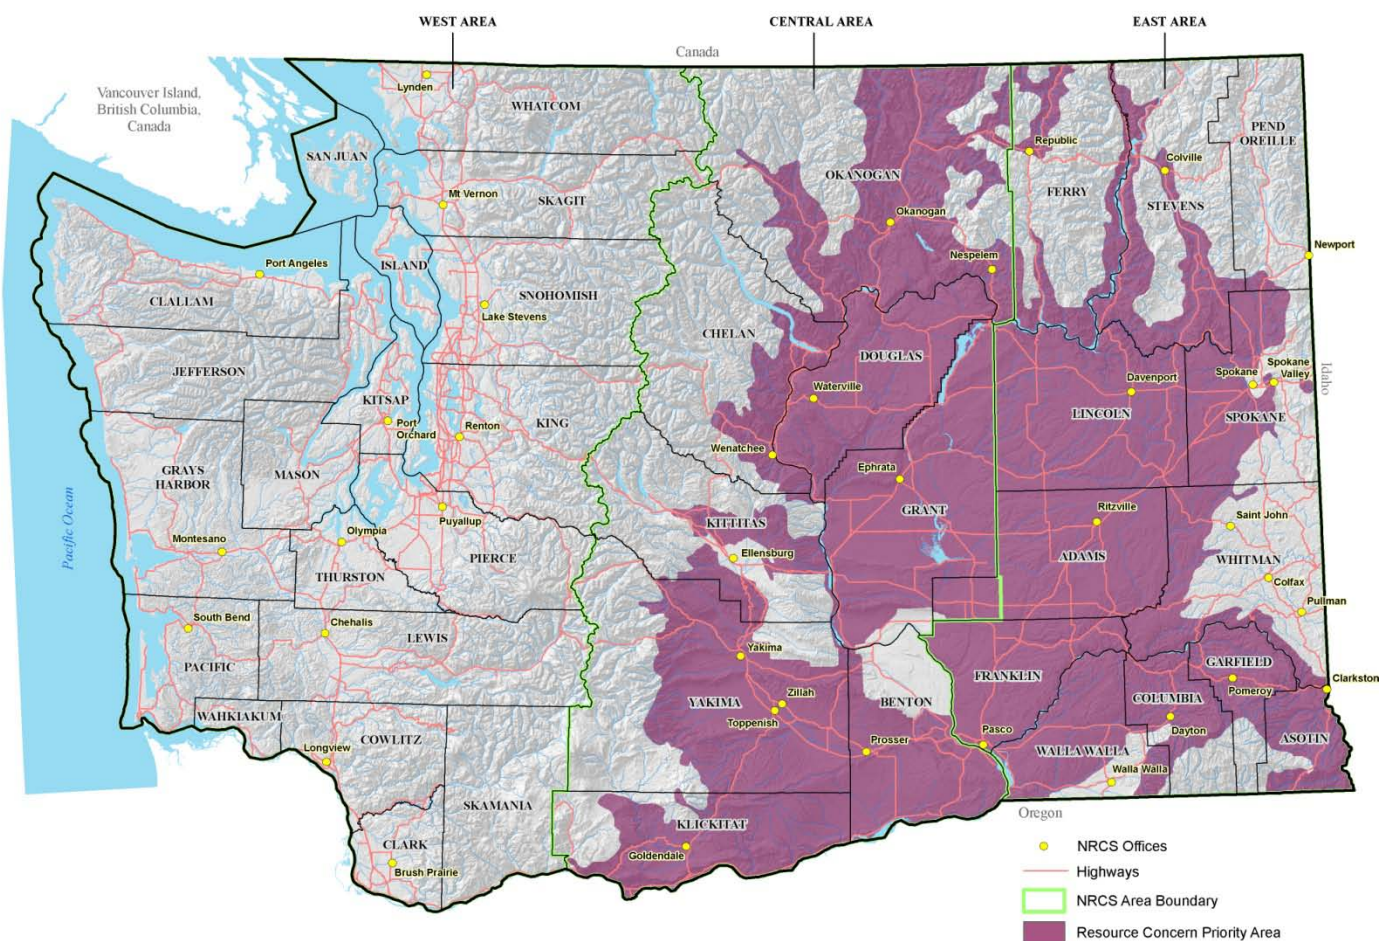 WEST AREA
CENTRAL AREA
EAST AREA
Canada
Vancouver Island,
British Columbia,
Canada
Lynden
WHATCOM
SAN JUAN
Mt Vernon
SKAGIT
OKANOGAN
Okanogan
Republic
FERRY
Colville
STEVENS
PEND
OREILLE
Newport
Port Angeles
CLALLAM
ISLAND
SNOHOMISH
Lake Stevens
Nespelem
CHELAN
DOUGLAS
JEFFERSON
KITSAP
Port
Orchard
Renton
KING
Waterville
Wenatchee
Davenport
LINCOLN
Spokane
Spokane
Valley
SPOKANE
Idaho
GRAYS
HARBOR
MASON
Ephrata
GRANT
Pacific Ocean
Montesano
Olympia
Puyallup
PIERCE
THURSTON
KITTITAS
Ellensburg
Ritzville
ADAMS
Saint John
WHITMAN
Colfax
Pullman
South Bend
PACIFIC
Chehalis
LEWIS
Yakima
YAKIMA
Zillah
Toppenish
BENTON
FRANKLIN
GARFIELD
Pomeroy
Clarkston
COLUMBIA
Dayton
ASOTIN
WAHKIAKUM
COWLITZ
Longview
SKAMANIA
Prosser
Pasco
WALLA WALLA
Walla Walla
CLARK
Brush Prairie
KLICKITAT
Goldendale
Oregon
NRCS Offices
Highways
NRCS Area Boundary
Resource Concern Priority Area